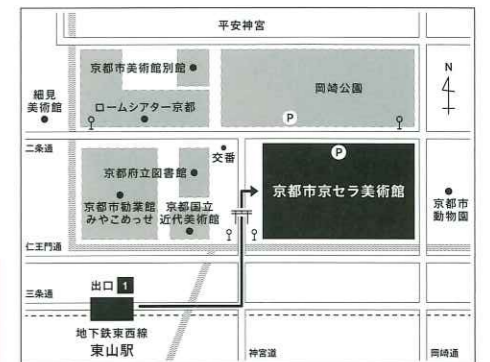 平安神宮
京都市美術館別館
岡崎公園
N
細見
美術館
ロームシアター京都
P
二条通
交番
P
京都府立図書館
京都市京セラ美術館
京都市勧業館
みやこめっせ
京都国立
近代美術館
京都市
動物園
仁王門通
出口 1
三条通
地下鉄東西線
東山駅
神宮道
岡崎通